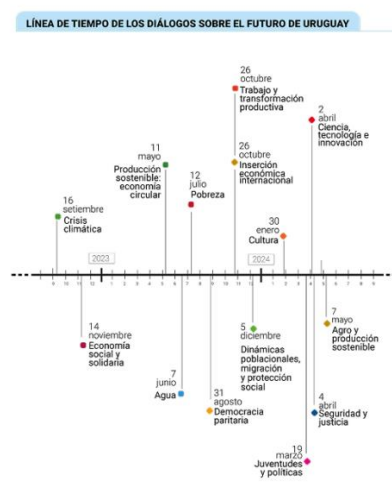 LÍNEA DE TIEMPO DE LOS DIÁLOGOS SOBRE EL FUTURO DE URUGUAY
26
octubre
Trabajo y
transformación
productiva
2
abril
Ciencia,
tecnología e
innovación
11
mayo
Producción
sostenible:
economía
circular
26
octubre
Inserción
económica
internacional
12
julio
Pobreza
16
setiembre
Crisis
climática
30
enero
Cultura
2023
2024
14
noviembre
Economía
social y
solidaria
7
junio
Agua
31
agosto
Democracia
paritaria
5
diciembre
Dinámicas
poblacionales,
migración
y protección
social
7
mayo
Agro y
producción
sostenible
4
abril
Seguridad y
justicia
19
marzo
Juventudes
y políticas